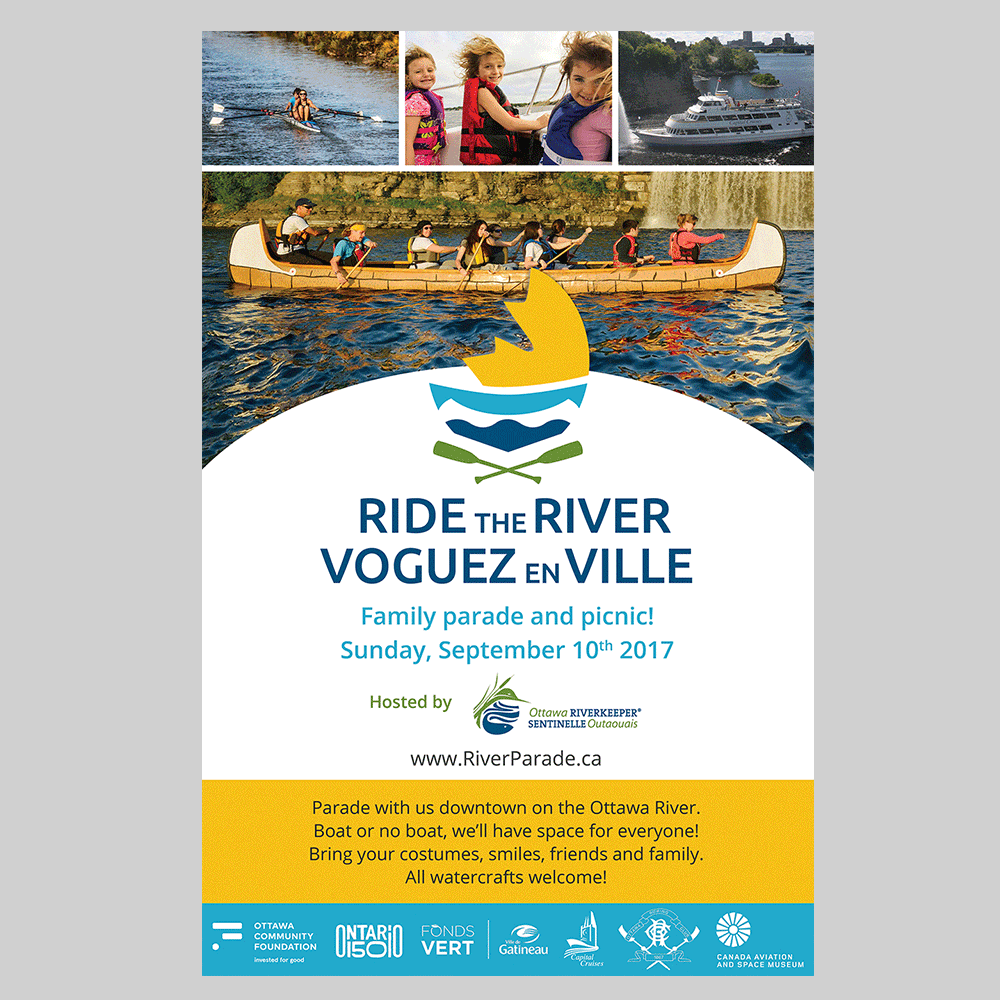 RIDE THE RIVER
VOGUEZ EN VILLE
Family parade and picnic!
Sunday, September 10th 2017
Hosted by
Ottawa RIVERKEEPER®
SENTINELLE Outaouais
www.RiverParade.ca
Parade with us downtown on the Ottawa River.
Boat or no boat, we'll have space for everyone!
Bring your costumes, smiles, friends and family.
All watercrafts welcome!
OTTAWA
COMMUNITY
FOUNDATION
invested for good
ONTARIO
150
FONDS
VERT
Ville de
Gatineau
Capital
Cruises
CANADA AVIATION
AND SPACE MUSEUM